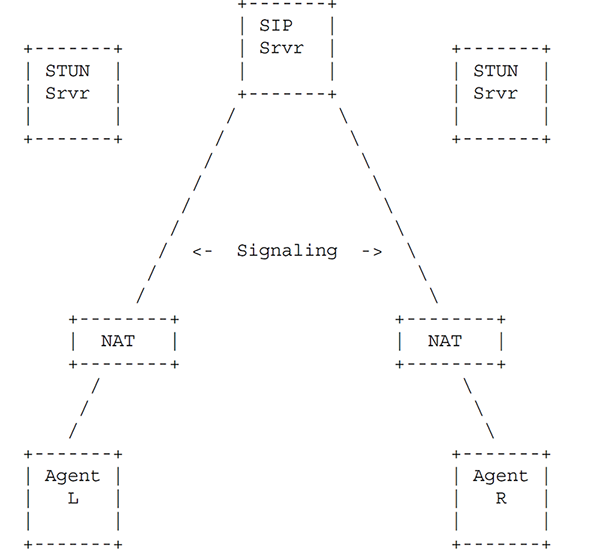 SIP
Srvr
STUN
Srvr
STUN
Srvr
<- Signaling ->
NAT
NAT
Agent
L
Agent
R